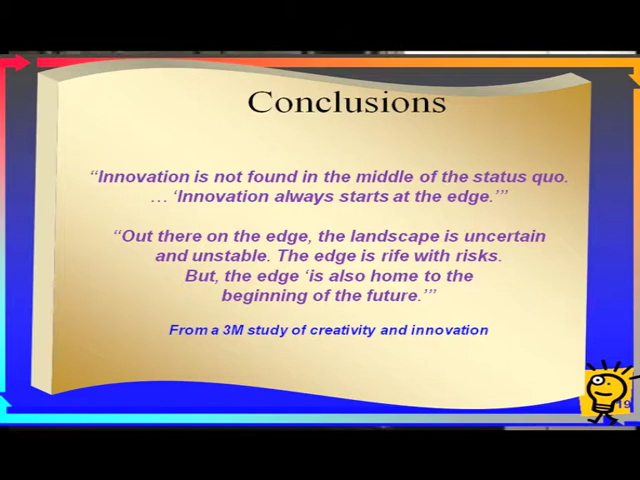 Conclusions
“Innovation is not found in the middle of the status quo.
… ‘Innovation always starts at the edge.’”
“Out there on the edge, the landscape is uncertain
and unstable. The edge is rife with risks.
But, the edge ‘is also home to the
beginning of the future.’”
From a 3M study of creativity and innovation
19